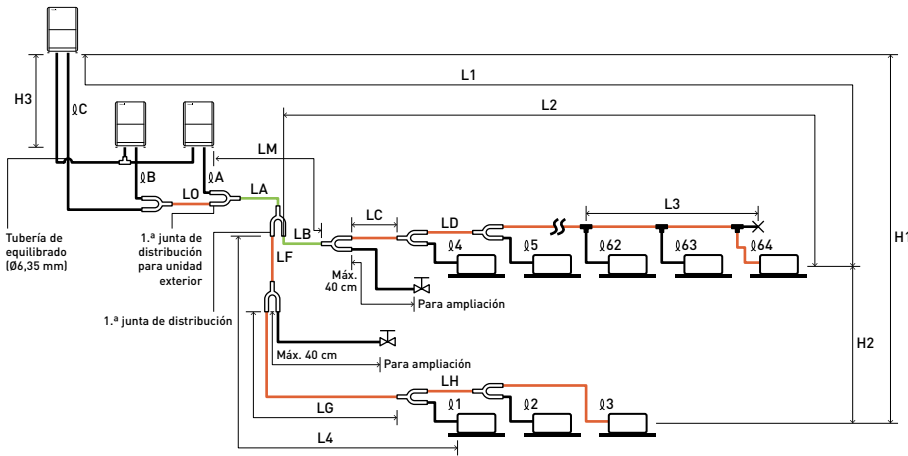 L1
H3
ℓC
L2
LM
ℓB
ℓA
LA
LO
LC
LD
L3
H1
Tubería de
equilibrado
(Ø6,35 mm)
1.ª junta de
distribución
para unidad
exterior
LB
LF
ℓ4
ℓ5
ℓ62
ℓ63
ℓ64
Máx.
40 cm
Para ampliación
1.ª junta de distribución
H2
Máx. 40 cm
Para ampliación
LH
LG
ℓ1
ℓ2
ℓ3
L4